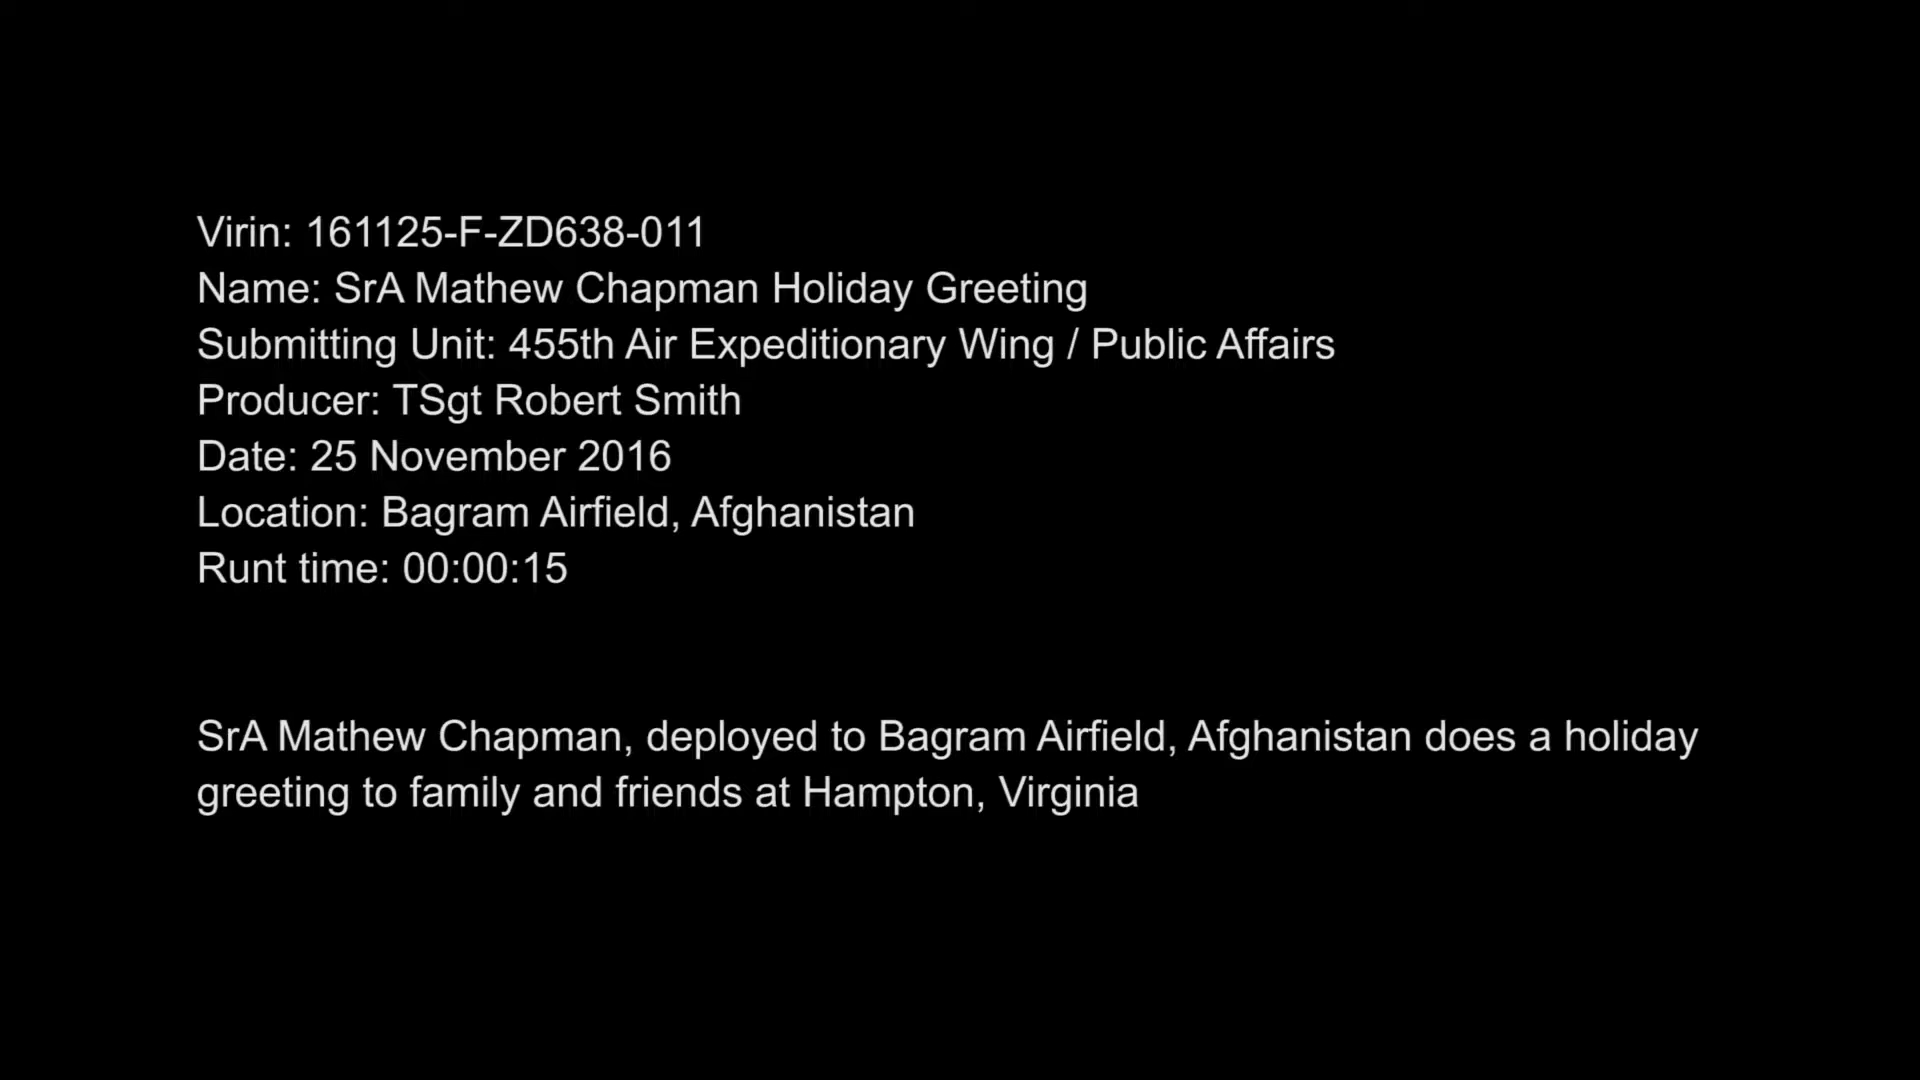 Virin: 161125-F-ZD638-011
Name: SrA Mathew Chapman Holiday Greeting
Submitting Unit: 455th Air Expeditionary Wing / Public Affairs
Producer: TSgt Robert Smith
Date: 25 November 2016
Location: Bagram Airfield, Afghanistan
Runt time: 00:00:15
SrA Mathew Chapman, deployed to Bagram Airfield, Afghanistan does a holiday
greeting to family and friends at Hampton, Virginia